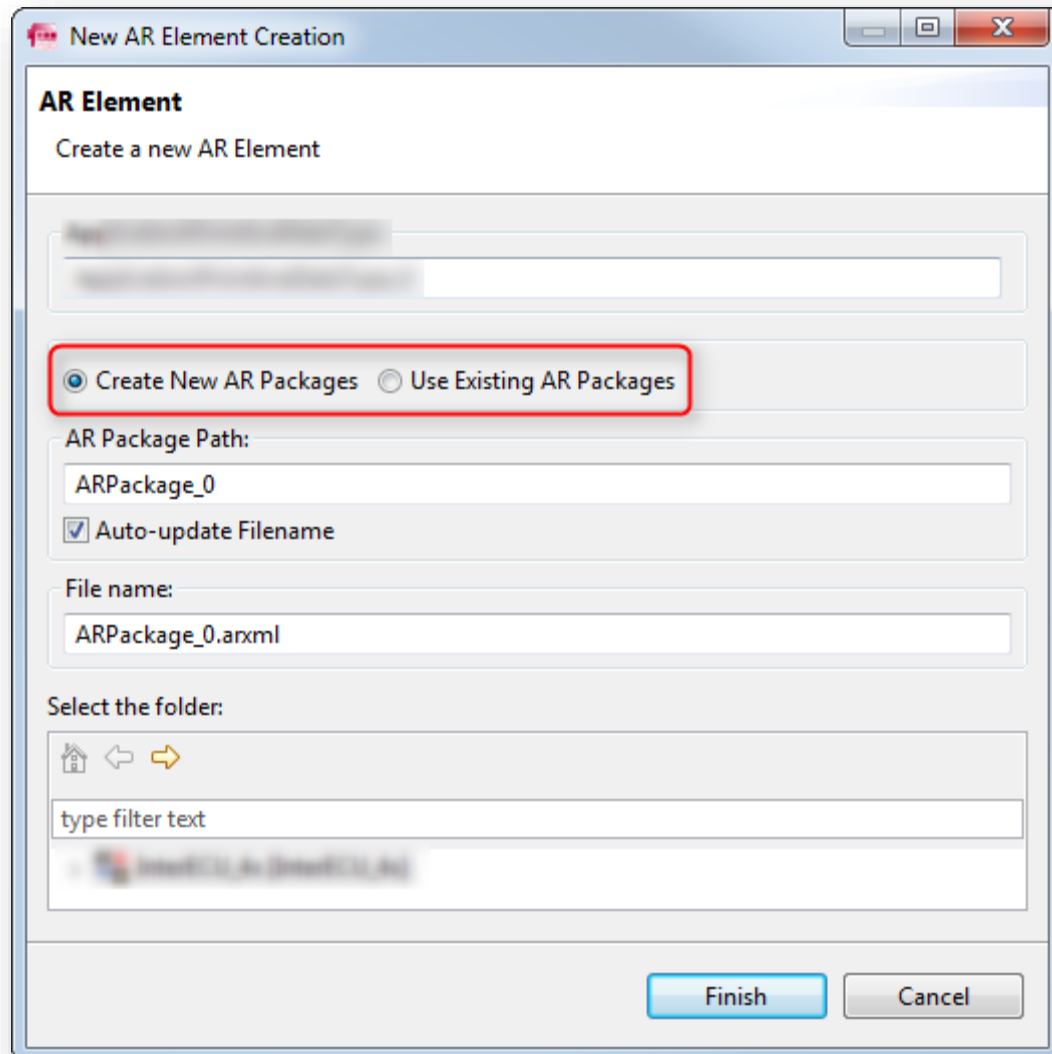 New AR Element Creation
AR Element
Create a new AR Element
Create New AR Packages Use Existing AR Packages
AR Package Path:
ARPackage_0
Auto-update Filename
File name:
ARPackage_0.arxml
Select the folder:
type filter text
Finish Cancel